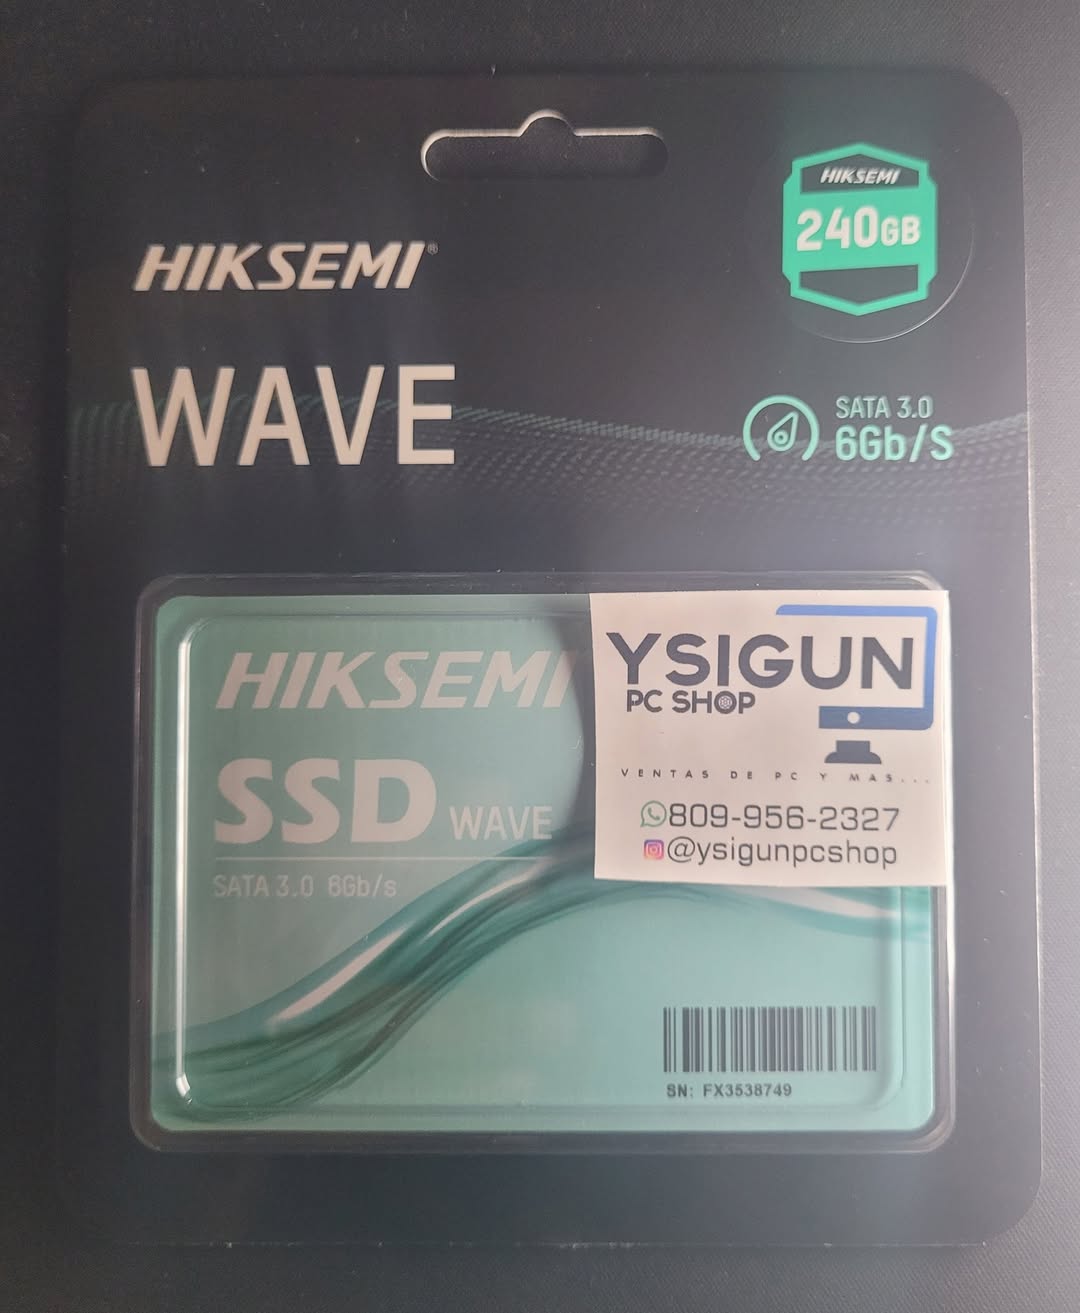 HIKSEMI
240GB
HIKSEMI®
WAVE
SATA 3.0
6Gb/S
HIKSEMI
SSD WAVE
SATA 3.0 6Gb/s
YSIGUN
PC SHOP
VENTAS DE PC Y MAS...
809-956-2327
@ysigunpcshop
SN: FX3538749